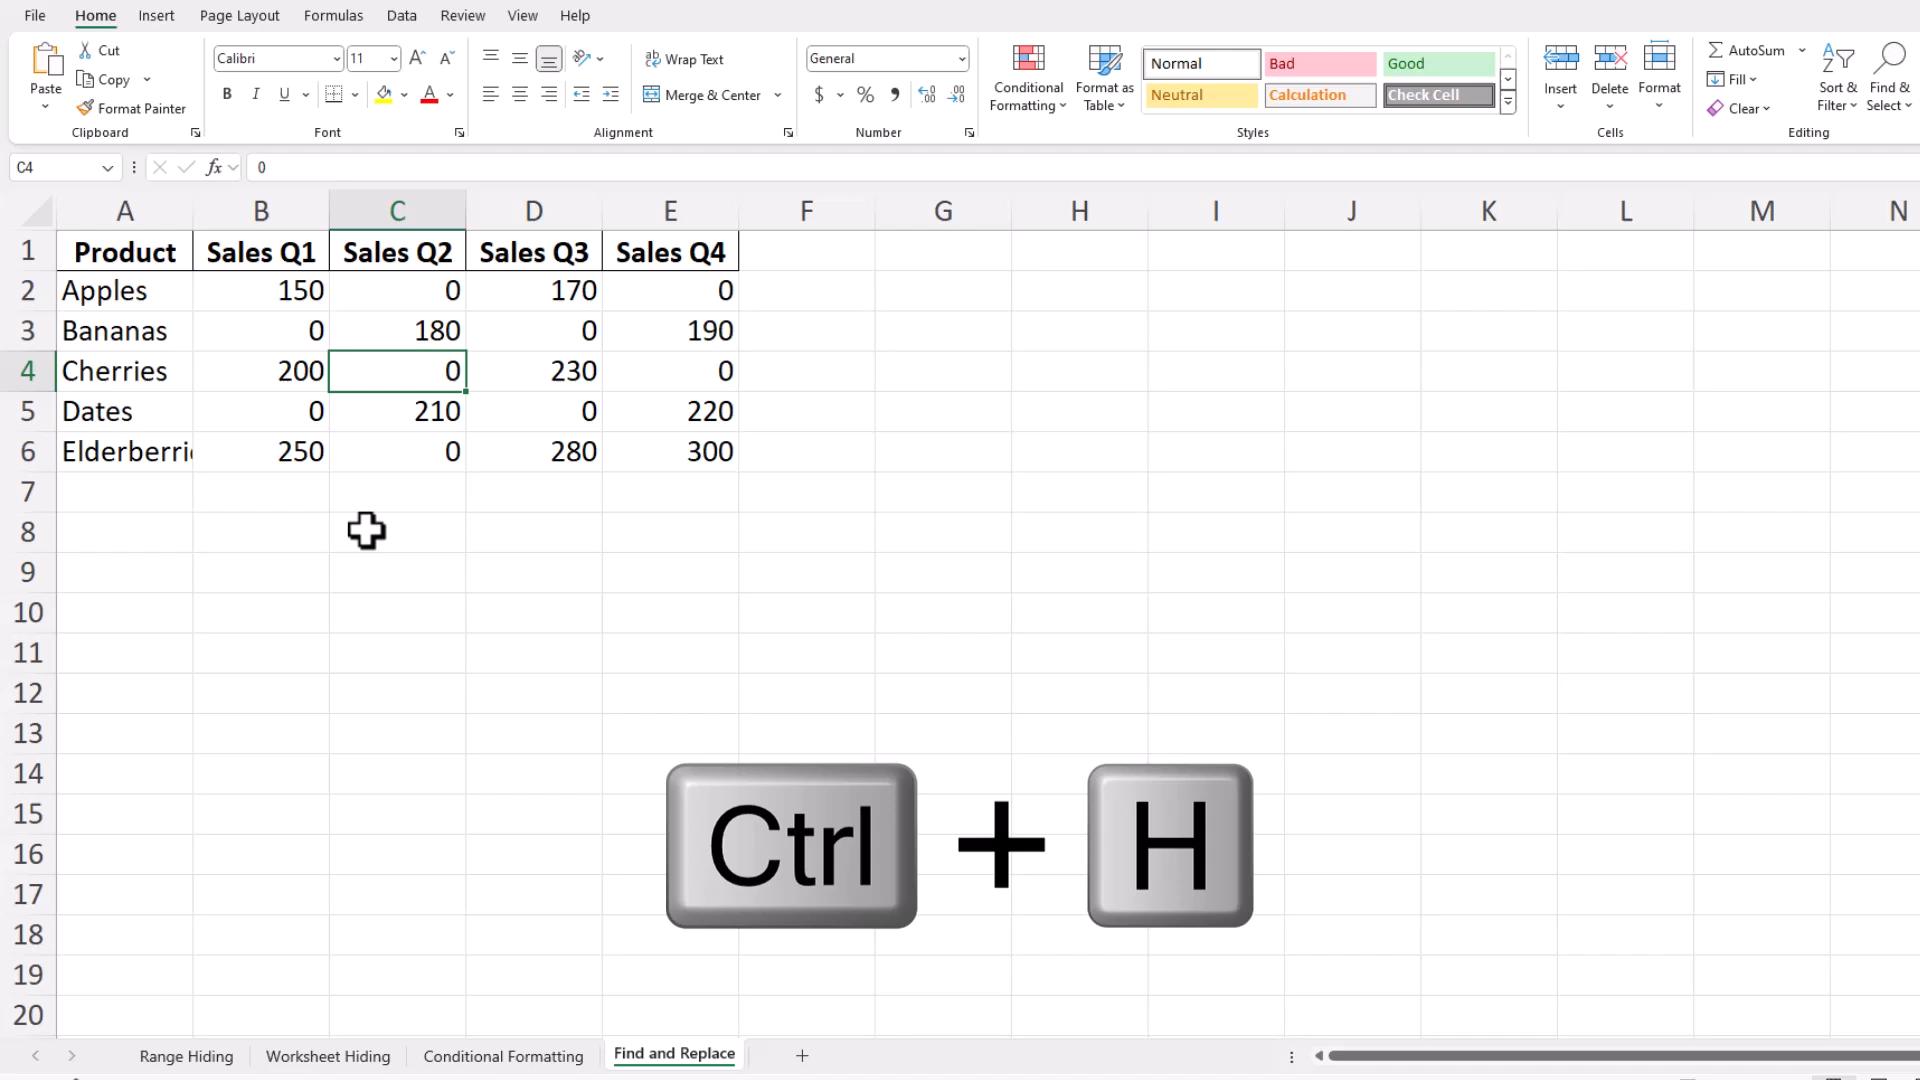 File Home Insert Page Layout Formulas Data Review View Help
Paste
Cut
Copy
Format Painter
Clipboard
Calibri 11
B I U
Font
Wrap Text
Merge & Center
Alignment
General
$ % 9
Number
Conditional Formatting
Format as Table
Normal Bad Good
Neutral Calculation Check Cell
Styles
Insert Delete Format
Cells
AutoSum
Fill
Clear
Sort & Filter
Find & Select
Editing
C4 fx 0
A B C D E F G H I J K L M N
1 Product Sales Q1 Sales Q2 Sales Q3 Sales Q4
2 Apples 150 0 170 0
3 Bananas 0 180 0 190
4 Cherries 200 0 230 0
5 Dates 0 210 0 220
6 Elderberri 250 0 280 300
7
8
9
10
11
12
13
14
15
16
17
18
19
20
Ctrl + H
Range Hiding Worksheet Hiding Conditional Formatting Find and Replace +